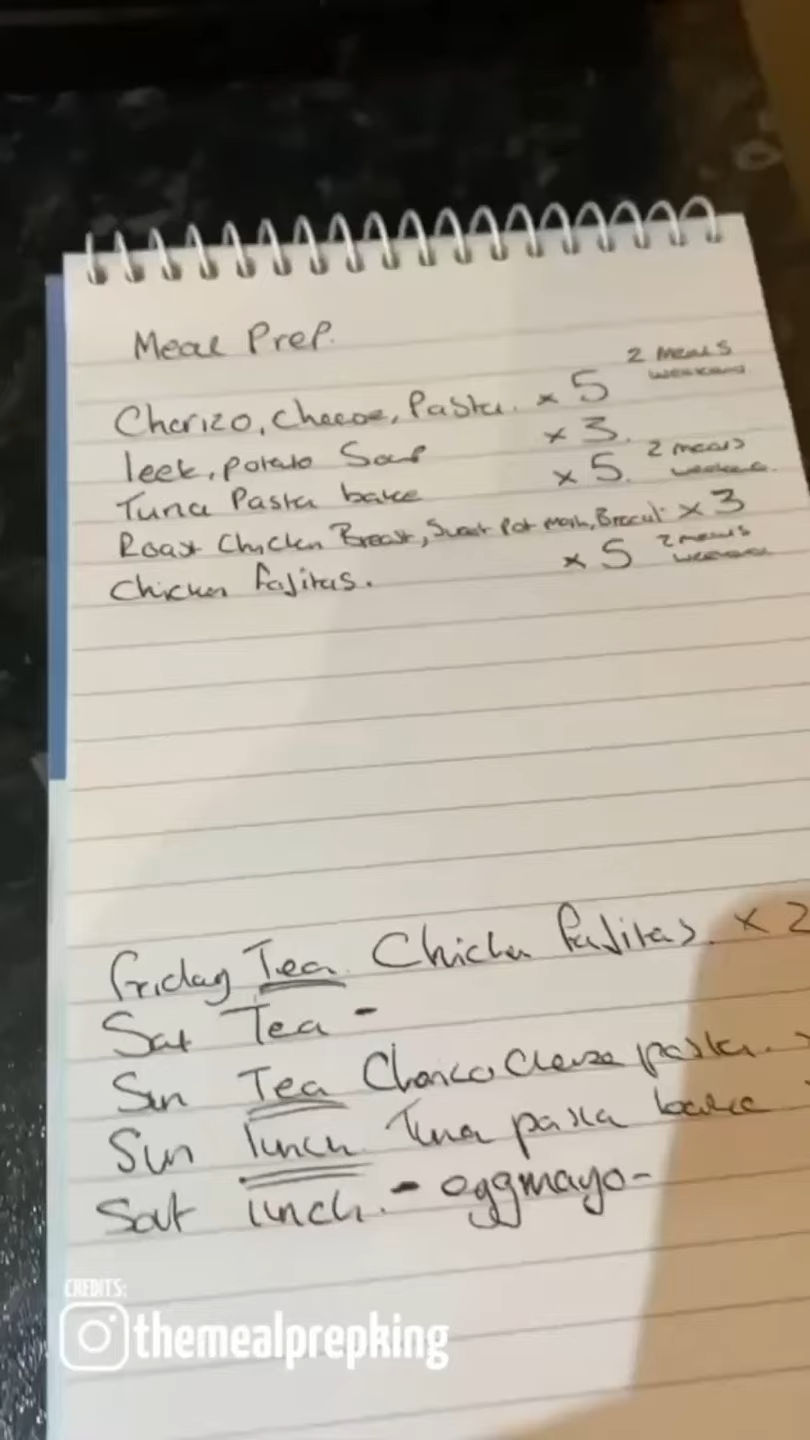 Meal Prep.
Chorizo, Cheese, Pasta. x 5 2 meals weekend
leek, potato Soup x 3.
Tuna Pasta bake x 5. 2 meals weekend.
Roast Chicken Breast, Sweet Pot mash, Broccoli x 3
Chicken fajitas. x 5 2 meals weekend
friday Tea Chicken fajitas. x 2
Sat Tea -
Sun Tea Chorizo Cheese pasta.
Sun lunch Tuna pasta bake
Sat lunch. - eggmayo -
CREDITS:
themealprepking